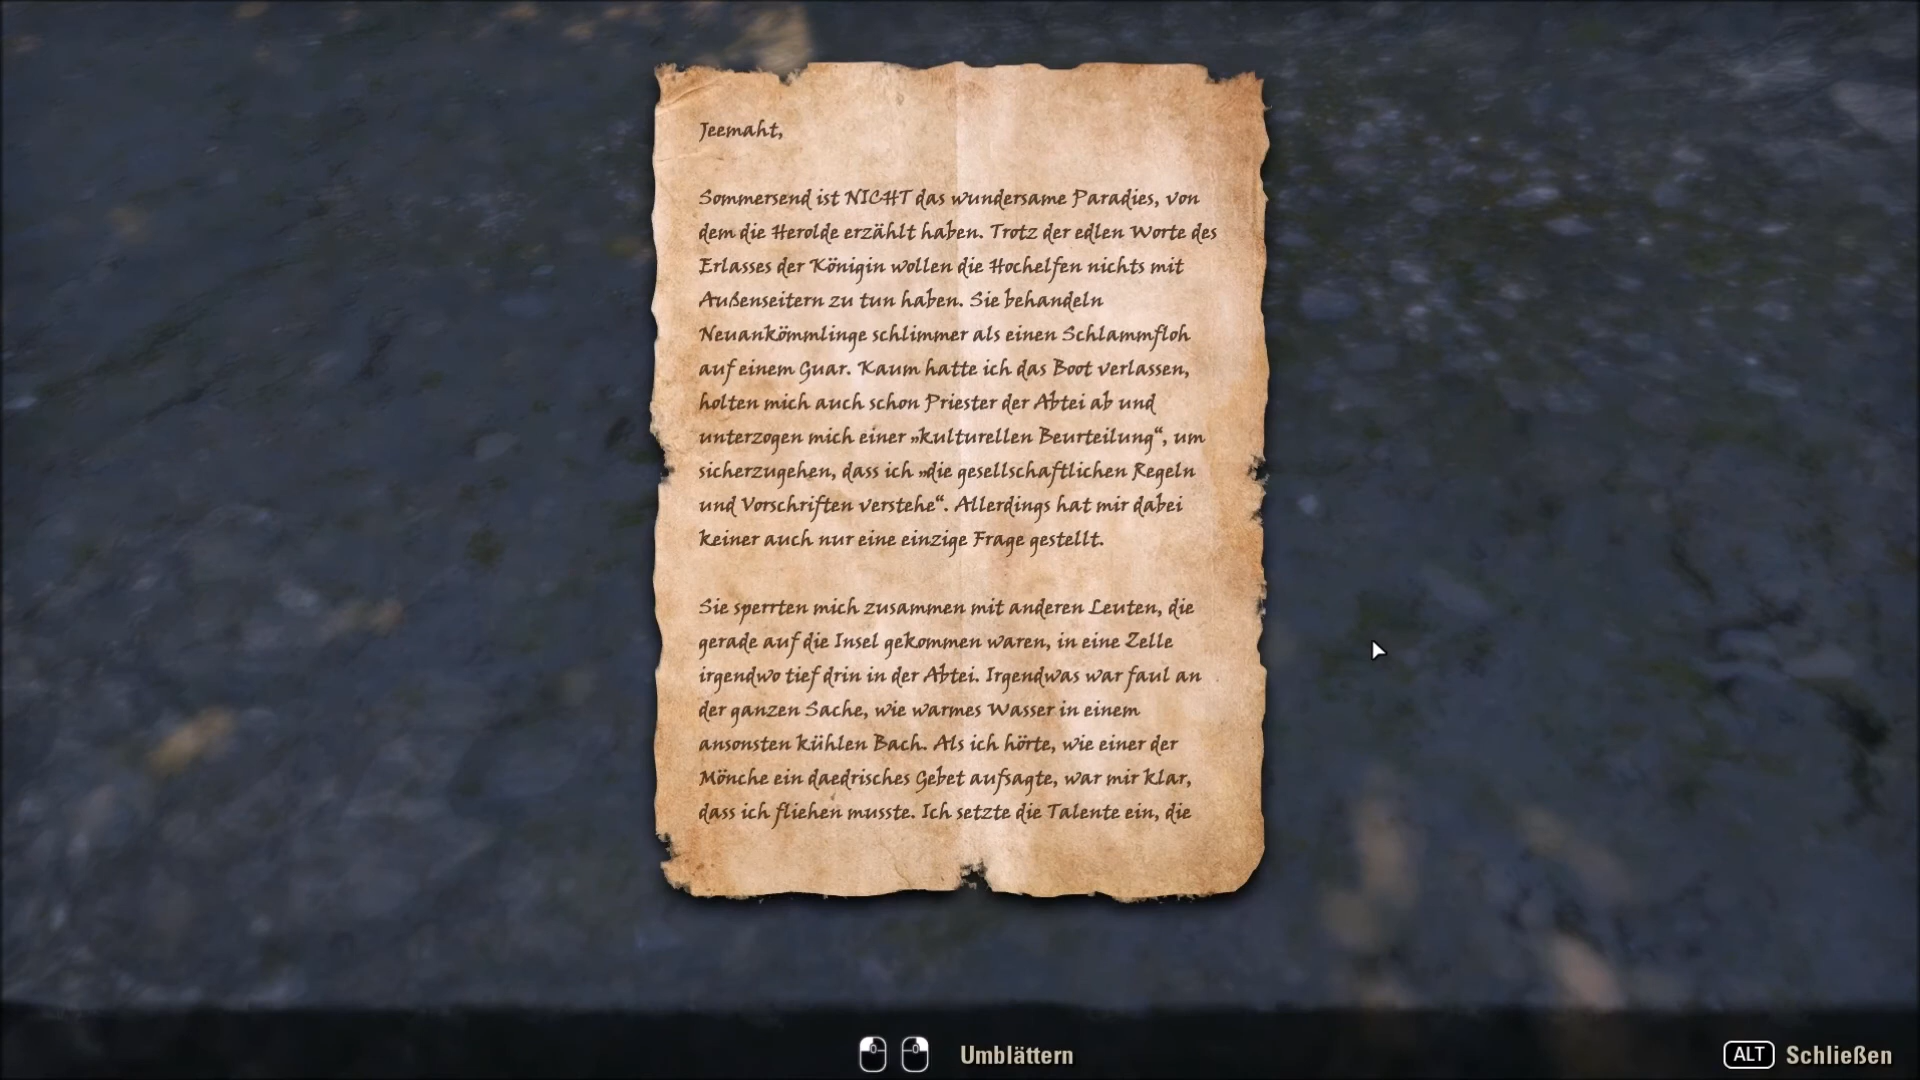 Jeemaht,
Sommersend ist NICHT das wundersame Paradies, von
dem die Herolde erzählt haben. Trotz der edlen Worte des
Erlasses der Königin wollen die Hochelfen nichts mit
Außenseitern zu tun haben. Sie behandeln
Neuankömmlinge schlimmer als einen Schlammfloh
auf einem Guar. Kaum hatte ich das Boot verlassen,
holten mich auch schon Priester der Abtei ab und
unterzogen mich einer „kulturellen Beurteilung“, um
sicherzugehen, dass ich „die gesellschaftlichen Regeln
und Vorschriften verstehe“. Allerdings hat mir dabei
keiner auch nur eine einzige Frage gestellt.
Sie sperrten mich zusammen mit anderen Leuten, die
gerade auf die Insel gekommen waren, in eine Zelle
irgendwo tief drin in der Abtei. Irgendwas war faul an
der ganzen Sache, wie warmes Wasser in einem
ansonsten kühlen Bach. Als ich hörte, wie einer der
Mönche ein daedrisches Gebet aufsagte, war mir klar,
dass ich fliehen musste. Ich setzte die Talente ein, die
Umblättern
ALT Schließen